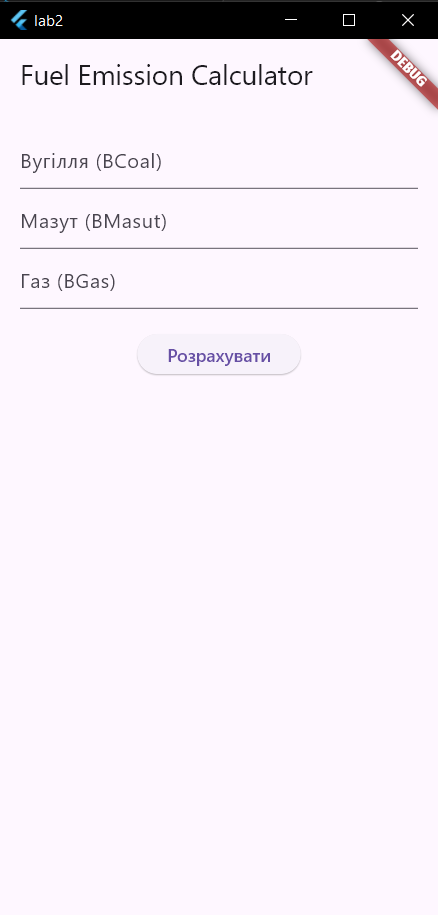 lab2
DEBUG
Fuel Emission Calculator
Вугілля (BCoal)
Мазут (BMasut)
Газ (BGas)
Розрахувати